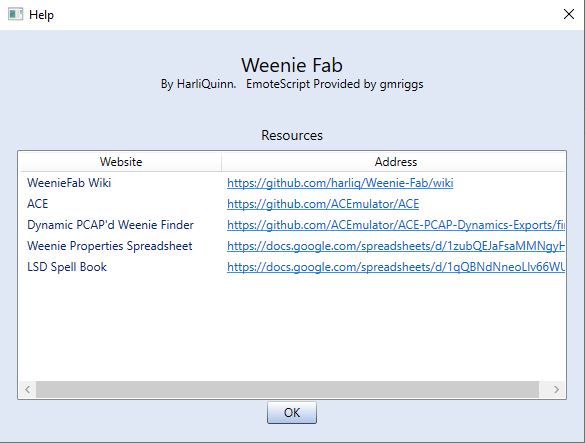 Help
Weenie Fab
By HarliQuinn. EmoteScript Provided by gmriggs
Resources
Website Address
WeenieFab Wiki https://github.com/harliq/Weenie-Fab/wiki
ACE https://github.com/ACEmulator/ACE
Dynamic PCAP'd Weenie Finder https://github.com/ACEmulator/ACE-PCAP-Dynamics-Exports/fi
Weenie Properties Spreadsheet https://docs.google.com/spreadsheets/d/1zubQEJaFsaMMNgyH
LSD Spell Book https://docs.google.com/spreadsheets/d/1qQBNdNneoLlv66WU
OK